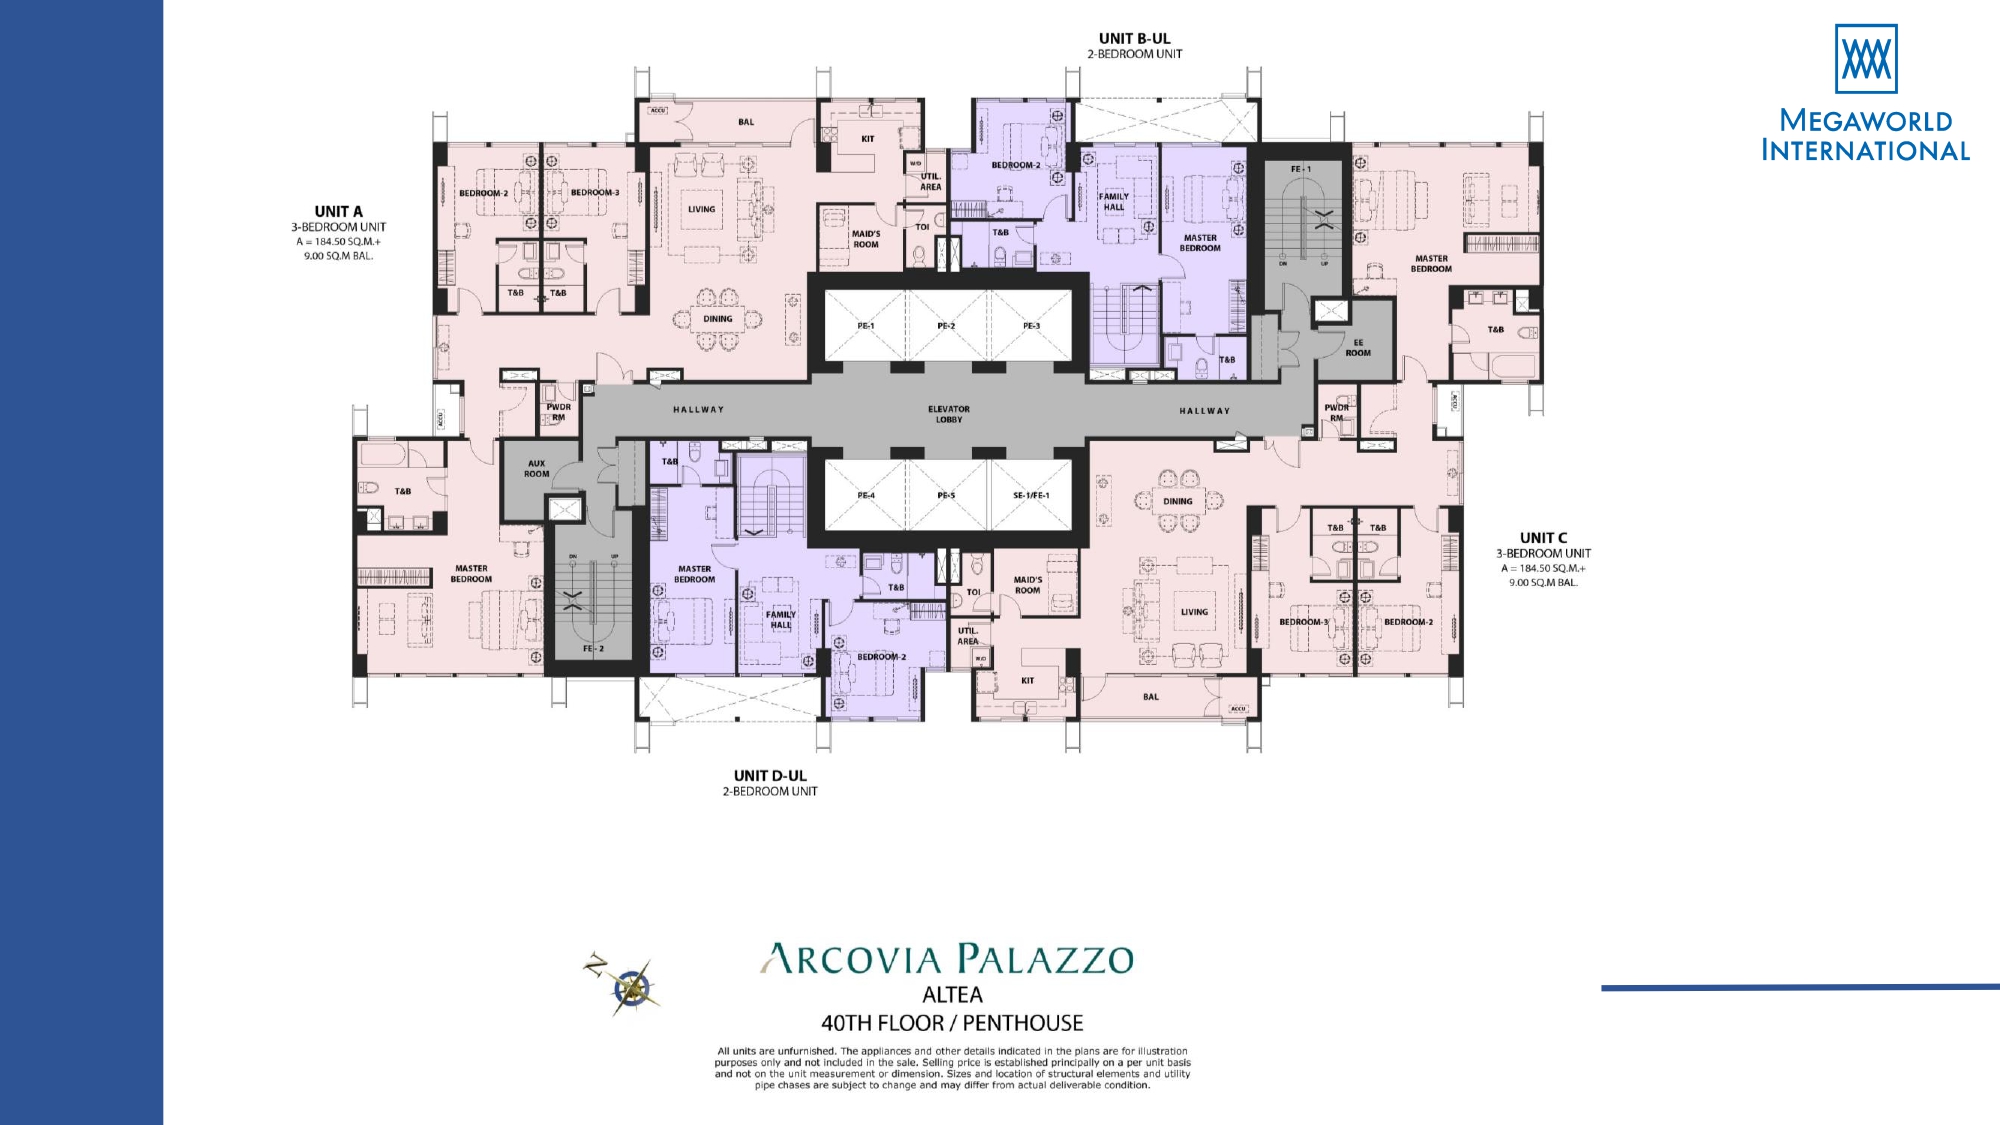 UNIT B-UL
2-BEDROOM UNIT
MEGAWORLD
INTERNATIONAL
UNIT A
3-BEDROOM UNIT
A = 184.50 SQ.M.+
9.00 SQ.M BAL.
ACCU
BAL
KIT
W/D
UTIL.
AREA
BEDROOM-2
BEDROOM-3
LIVING
MAID'S
ROOM
TOI
T&B
T&B
DINING
BEDROOM-2
T&B
FAMILY
HALL
MASTER
BEDROOM
T&B
FE - 1
DN
UP
EE
ROOM
MASTER
BEDROOM
T&B
PE-1
PE-2
PE-3
ACCU
PWDR
RM
HALLWAY
ELEVATOR
LOBBY
HALLWAY
PWDR
RM
ACCU
PE-4
PE-5
SE-1/FE-1
AUX
ROOM
T&B
MASTER
BEDROOM
DN
UP
FE - 2
T&B
MASTER
BEDROOM
FAMILY
HALL
T&B
BEDROOM-2
TOI
MAID'S
ROOM
UTIL.
AREA
W/D
KIT
DINING
LIVING
BAL
ACCU
T&B
T&B
BEDROOM-3
BEDROOM-2
UNIT C
3-BEDROOM UNIT
A = 184.50 SQ.M.+
9.00 SQ.M BAL.
UNIT D-UL
2-BEDROOM UNIT
N
ARCOVIA PALAZZO
ALTEA
40TH FLOOR / PENTHOUSE
All units are unfurnished. The appliances and other details indicated in the plans are for illustration
purposes only and not included in the sale. Selling price is established principally on a per unit basis
and not on the unit measurement or dimension. Sizes and location of structural elements and utility
pipe chases are subject to change and may differ from actual deliverable condition.